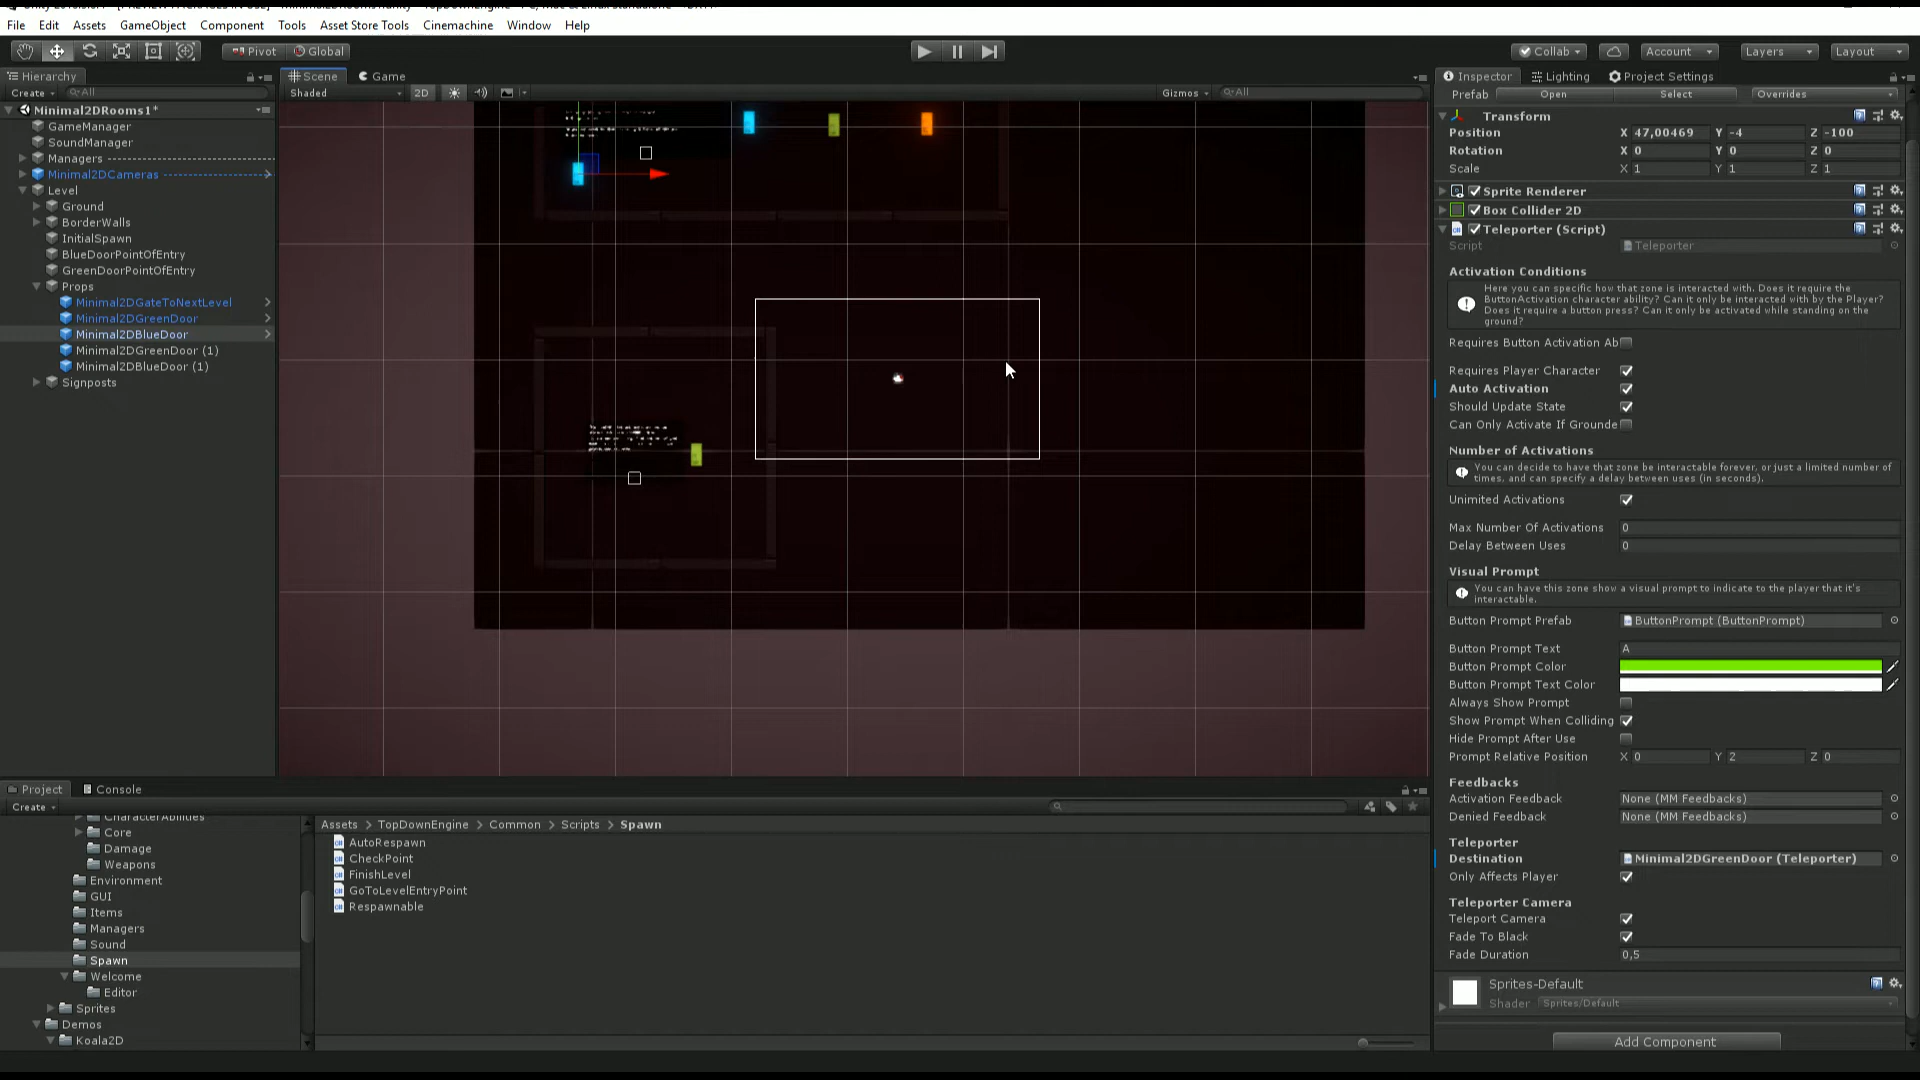 File Edit Assets GameObject Component Tools Asset Store Tools Cinemachine Window Help
Pivot Global Collab Account Layers Layout
Hierarchy
Create All
Minimal2DRooms1*
GameManager
SoundManager
Managers
Minimal2DCameras
Level
Ground
BorderWalls
InitialSpawn
BlueDoorPointOfEntry
GreenDoorPointOfEntry
Props
Minimal2DGateToNextLevel
Minimal2DGreenDoor
Minimal2DBlueDoor
Minimal2DGreenDoor (1)
Minimal2DBlueDoor (1)
Signposts
Scene Game
Shaded 2D Gizmos All
Inspector Lighting Project Settings
Prefab Open Select Overrides
Transform
Position X 47,00469 Y -4 Z -100
Rotation X 0 Y 0 Z 0
Scale X 1 Y 1 Z 1
Sprite Renderer
Box Collider 2D
Teleporter (Script)
Script Teleporter
Activation Conditions
Here you can specific how that zone is interacted with. Does it require the
ButtonActivation character ability? Can it only be interacted with by the Player?
Does it require a button press? Can it only be activated while standing on the
ground?
Requires Button Activation Ab
Requires Player Character
Auto Activation
Should Update State
Can Only Activate If Grounde
Number of Activations
You can decide to have that zone be interactable forever, or just a limited number of
times, and can specify a delay between uses (in seconds).
Unimited Activations
Max Number Of Activations 0
Delay Between Uses 0
Visual Prompt
You can have this zone show a visual prompt to indicate to the player that it's
interactable.
Button Prompt Prefab ButtonPrompt (ButtonPrompt)
Button Prompt Text A
Button Prompt Color
Button Prompt Text Color
Always Show Prompt
Show Prompt When Colliding
Hide Prompt After Use
Prompt Relative Position X 0 Y 2 Z 0
Feedbacks
Activation Feedback None (MM Feedbacks)
Denied Feedback None (MM Feedbacks)
Teleporter
Destination Minimal2DGreenDoor (Teleporter)
Only Affects Player
Teleporter Camera
Teleport Camera
Fade To Black
Fade Duration 0,5
Sprites-Default
Shader Sprites/Default
Add Component
Project Console
Create
CharacterAbilities
Core
Damage
Weapons
Environment
GUI
Items
Managers
Sound
Spawn
Welcome
Editor
Sprites
Demos
Koala2D
Assets TopDownEngine Common Scripts Spawn
AutoRespawn
CheckPoint
FinishLevel
GoToLevelEntryPoint
Respawnable